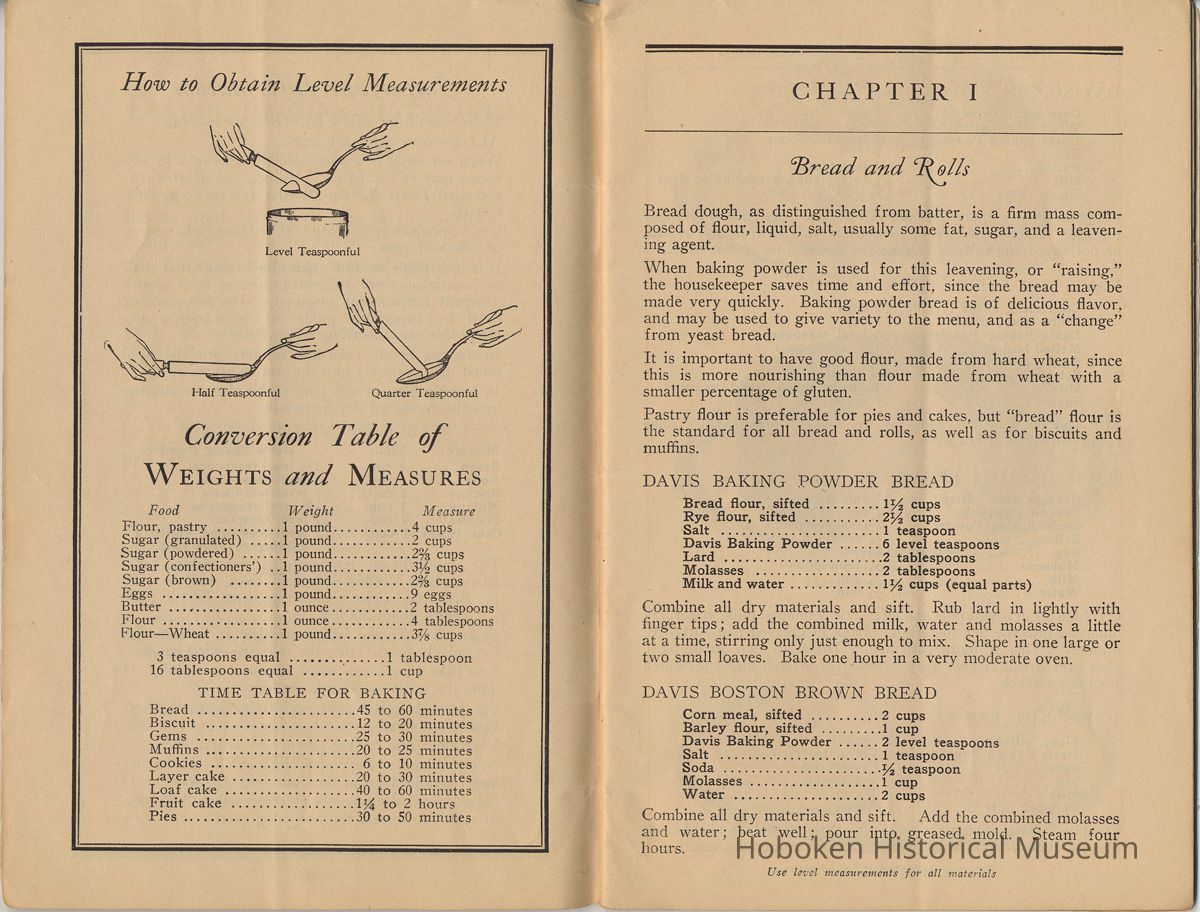 How to Obtain Level Measurements
Level Teaspoonful
Half Teaspoonful
Quarter Teaspoonful
Conversion Table of
WEIGHTS and MEASURES
Food Weight Measure
Flour, pastry ..........1 pound............4 cups
Sugar (granulated) .....1 pound............2 cups
Sugar (powdered) ......1 pound............2⅔ cups
Sugar (confectioners') ..1 pound............3½ cups
Sugar (brown) ........1 pound............2⅔ cups
Eggs ..................1 pound............9 eggs
Butter .................1 ounce............2 tablespoons
Flour ..................1 ounce............4 tablespoons
Flour—Wheat ..........1 pound............3⅞ cups
3 teaspoons equal ..............1 tablespoon
16 tablespoons equal ............1 cup
TIME TABLE FOR BAKING
Bread .......................45 to 60 minutes
Biscuit ......................12 to 20 minutes
Gems .......................25 to 30 minutes
Muffins ......................20 to 25 minutes
Cookies ..................... 6 to 10 minutes
Layer cake ..................20 to 30 minutes
Loaf cake ...................40 to 60 minutes
Fruit cake ..................1¼ to 2 hours
Pies .........................30 to 50 minutes
CHAPTER I
Bread and Rolls
Bread dough, as distinguished from batter, is a firm mass com-
posed of flour, liquid, salt, usually some fat, sugar, and a leaven-
ing agent.
When baking powder is used for this leavening, or "raising,"
the housekeeper saves time and effort, since the bread may be
made very quickly. Baking powder bread is of delicious flavor,
and may be used to give variety to the menu, and as a "change"
from yeast bread.
It is important to have good flour, made from hard wheat, since
this is more nourishing than flour made from wheat with a
smaller percentage of gluten.
Pastry flour is preferable for pies and cakes, but "bread" flour is
the standard for all bread and rolls, as well as for biscuits and
muffins.
DAVIS BAKING POWDER BREAD
Bread flour, sifted .........1½ cups
Rye flour, sifted ...........2½ cups
Salt .......................1 teaspoon
Davis Baking Powder ......6 level teaspoons
Lard .......................2 tablespoons
Molasses ..................2 tablespoons
Milk and water .............1½ cups (equal parts)
Combine all dry materials and sift. Rub lard in lightly with
finger tips; add the combined milk, water and molasses a little
at a time, stirring only just enough to mix. Shape in one large or
two small loaves. Bake one hour in a very moderate oven.
DAVIS BOSTON BROWN BREAD
Corn meal, sifted ..........2 cups
Barley flour, sifted .........1 cup
Davis Baking Powder ......2 level teaspoons
Salt .......................1 teaspoon
Soda .......................½ teaspoon
Molasses ...................1 cup
Water .....................2 cups
Combine all dry materials and sift. Add the combined molasses
and water; beat well; pour into greased mold. Steam four
hours.
Hoboken Historical Museum
Use level measurements for all materials